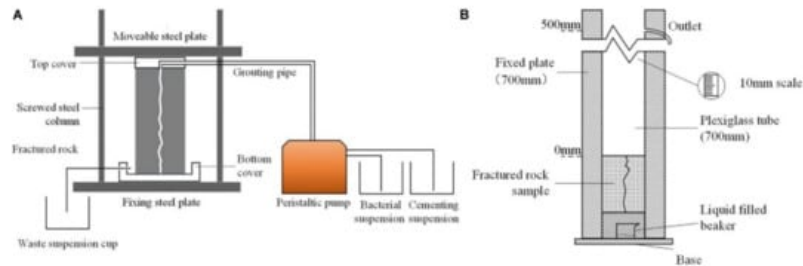 A
Moveable steel plate
Top cover
Grouting pipe
Screwed steel
column
Fractured rock
Bottom
cover
Fixing steel plate
Waste suspension cup
Peristaltic pump
Bacterial
suspension
Cementing
suspension
B
500mm
Outlet
Fixed plate
(700mm)
10mm scale
Plexiglass tube
(700mm)
0mm
Fractured rock
sample
Liquid filled
beaker
Base